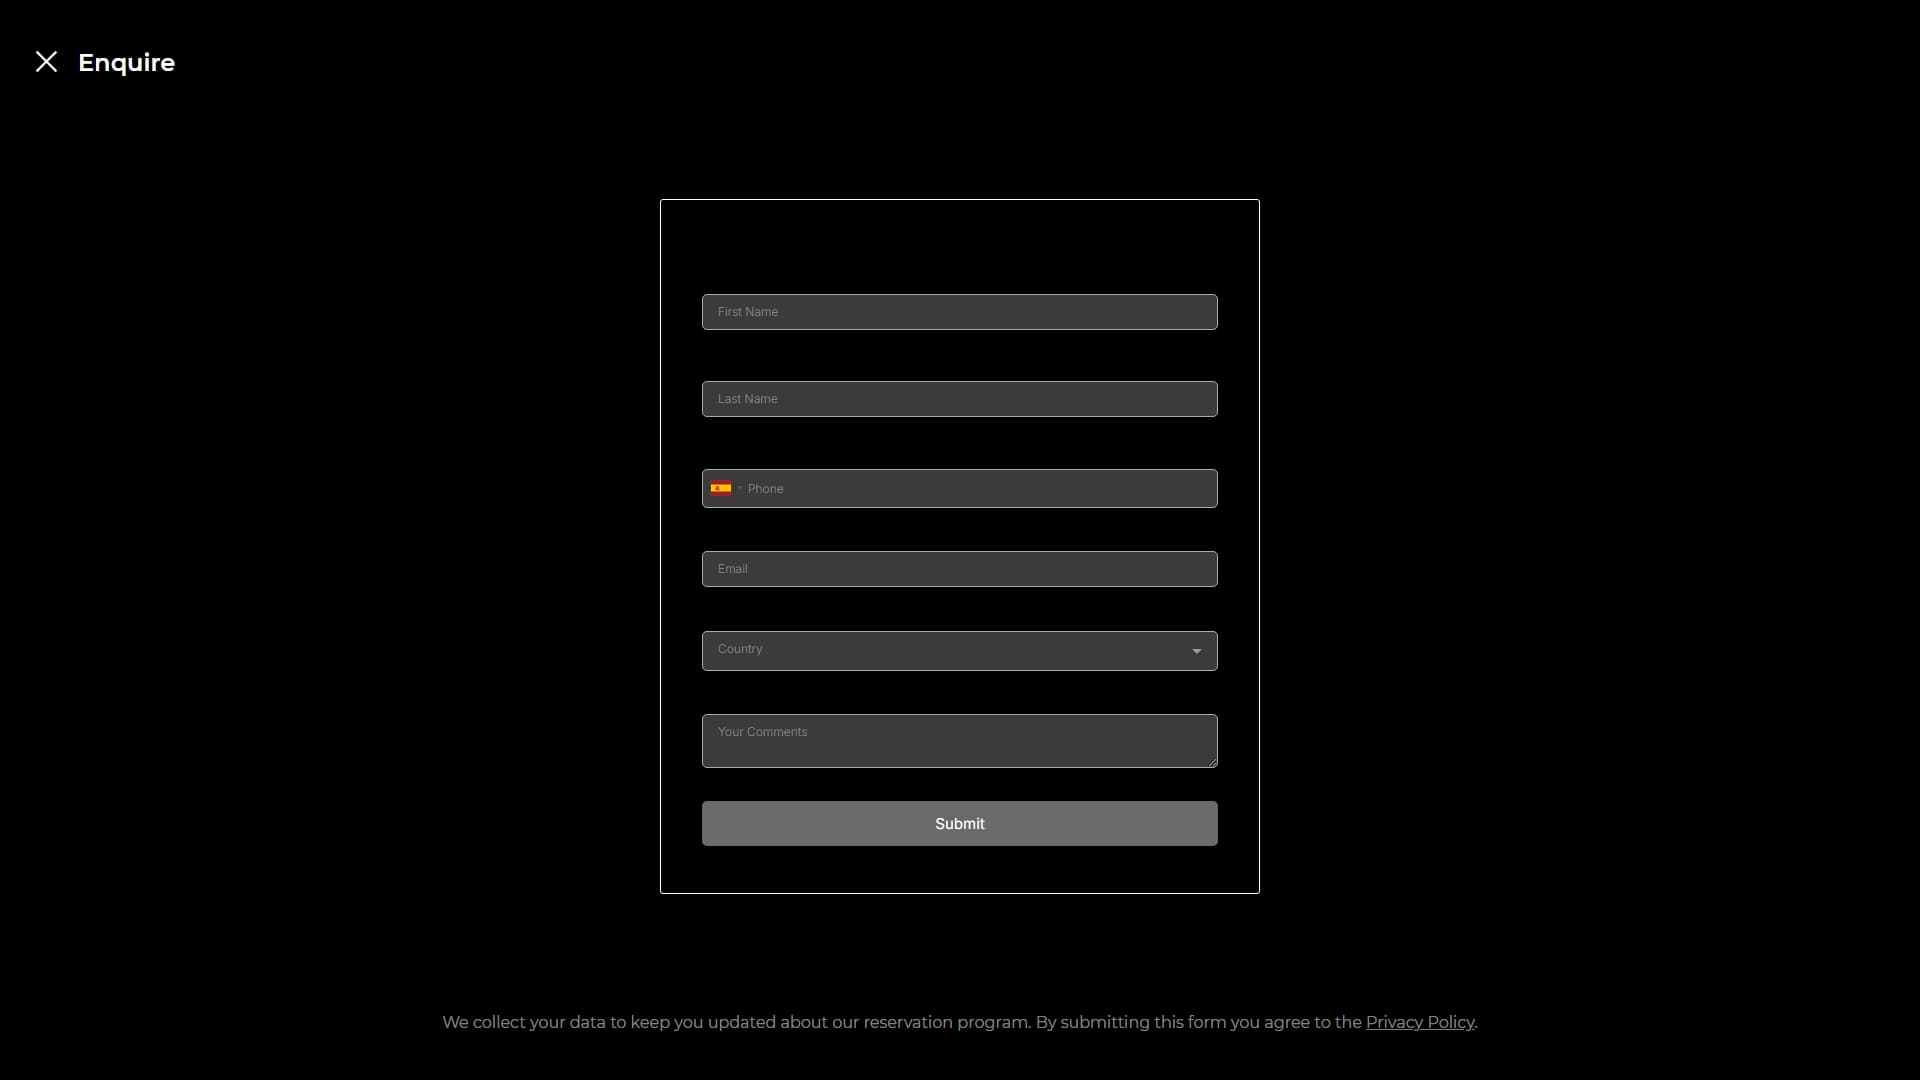 Enquire
First Name
Last Name
Phone
Email
Country
Your Comments
Submit
We collect your data to keep you updated about our reservation program. By submitting this form you agree to the Privacy Policy.